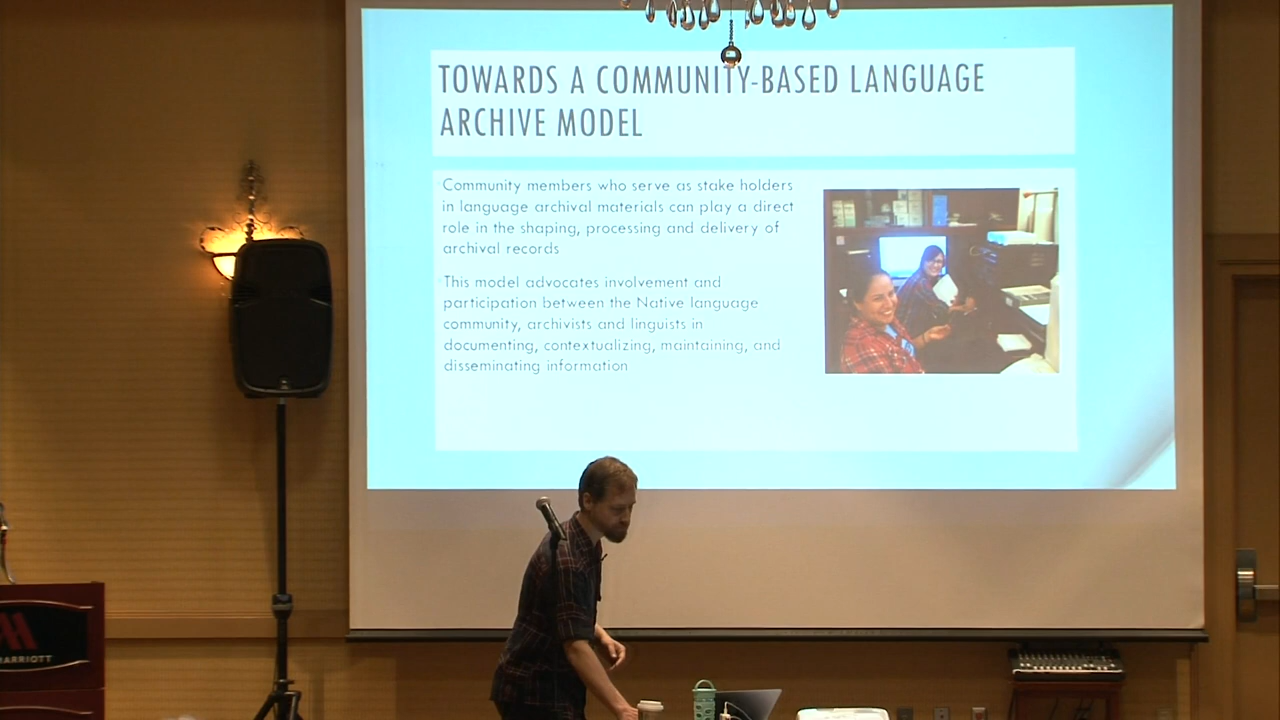 TOWARDS A COMMUNITY-BASED LANGUAGE
ARCHIVE MODEL
Community members who serve as stake holders
in language archival materials can play a direct
role in the shaping, processing and delivery of
archival records
This model advocates involvement and
participation between the Native language
community, archivists and linguists in
documenting, contextualizing, maintaining, and
disseminating information
MARRIOTT